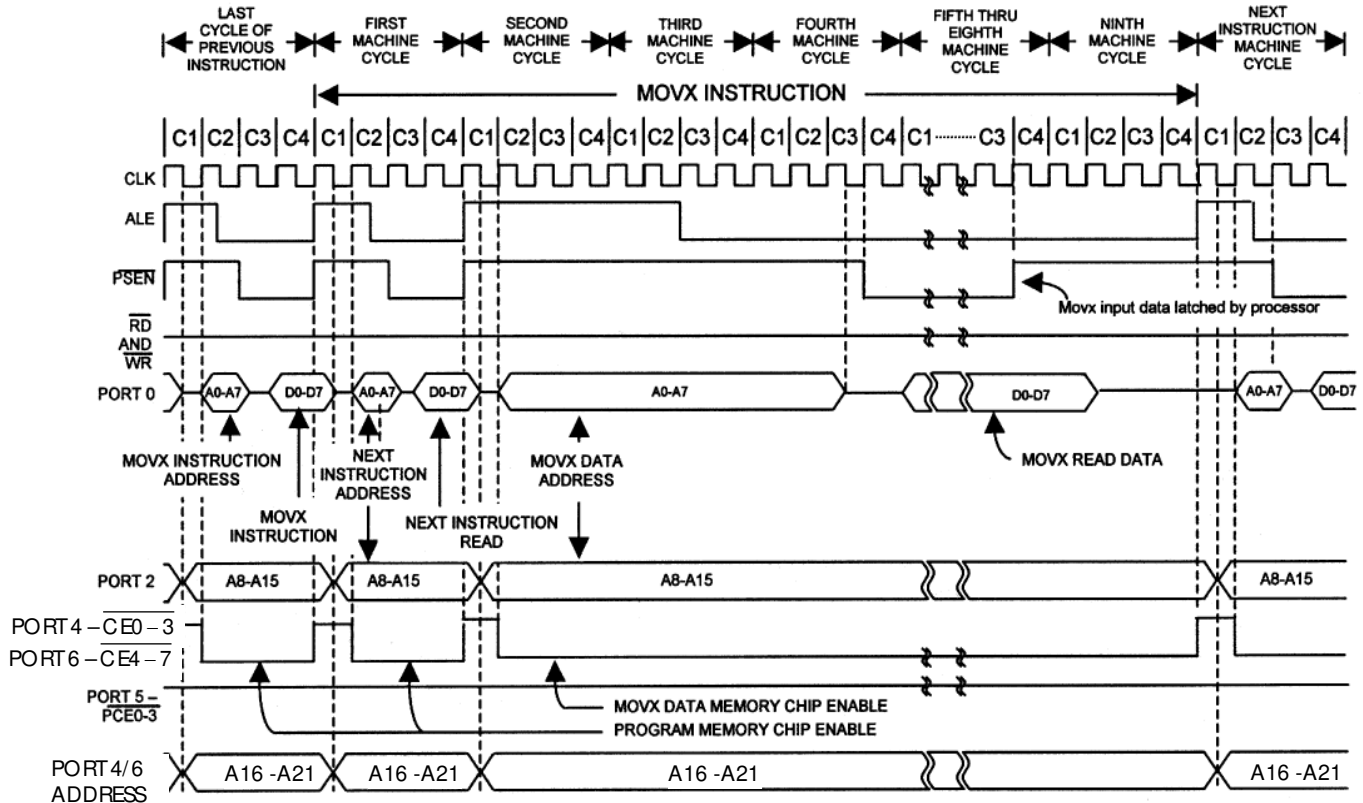 LAST
CYCLE OF
PREVIOUS
INSTRUCTION
FIRST
MACHINE
CYCLE
SECOND
MACHINE
CYCLE
THIRD
MACHINE
CYCLE
FOURTH
MACHINE
CYCLE
FIFTH THRU
EIGHTH
MACHINE
CYCLE
NINTH
MACHINE
CYCLE
NEXT
INSTRUCTION
MACHINE
CYCLE
MOVX INSTRUCTION
C1 C2 C3 C4 C1 C2 C3 C4 C1 C2 C3 C4 C1 C2 C3 C4 C1 C2 C3 C4 C1 .......... C3 C4 C1 C2 C3 C4 C1 C2 C3 C4
CLK
ALE
PSEN
Movx input data latched by processor
RD
AND
WR
PORT 0
A0-A7 D0-D7 A0-A7 D0-D7 A0-A7 D0-D7 A0-A7 D0-D7
MOVX INSTRUCTION
ADDRESS
NEXT
INSTRUCTION
ADDRESS
MOVX DATA
ADDRESS
MOVX READ DATA
MOVX
INSTRUCTION
NEXT INSTRUCTION
READ
PORT 2
A8-A15 A8-A15 A8-A15 A8-A15
PORT 4 – CE0 – 3
PORT 6 – CE4 – 7
PORT 5 –
PCE0-3
MOVX DATA MEMORY CHIP ENABLE
PROGRAM MEMORY CHIP ENABLE
PORT 4/6
ADDRESS
A16 -A21 A16 -A21 A16 -A21 A16 -A21